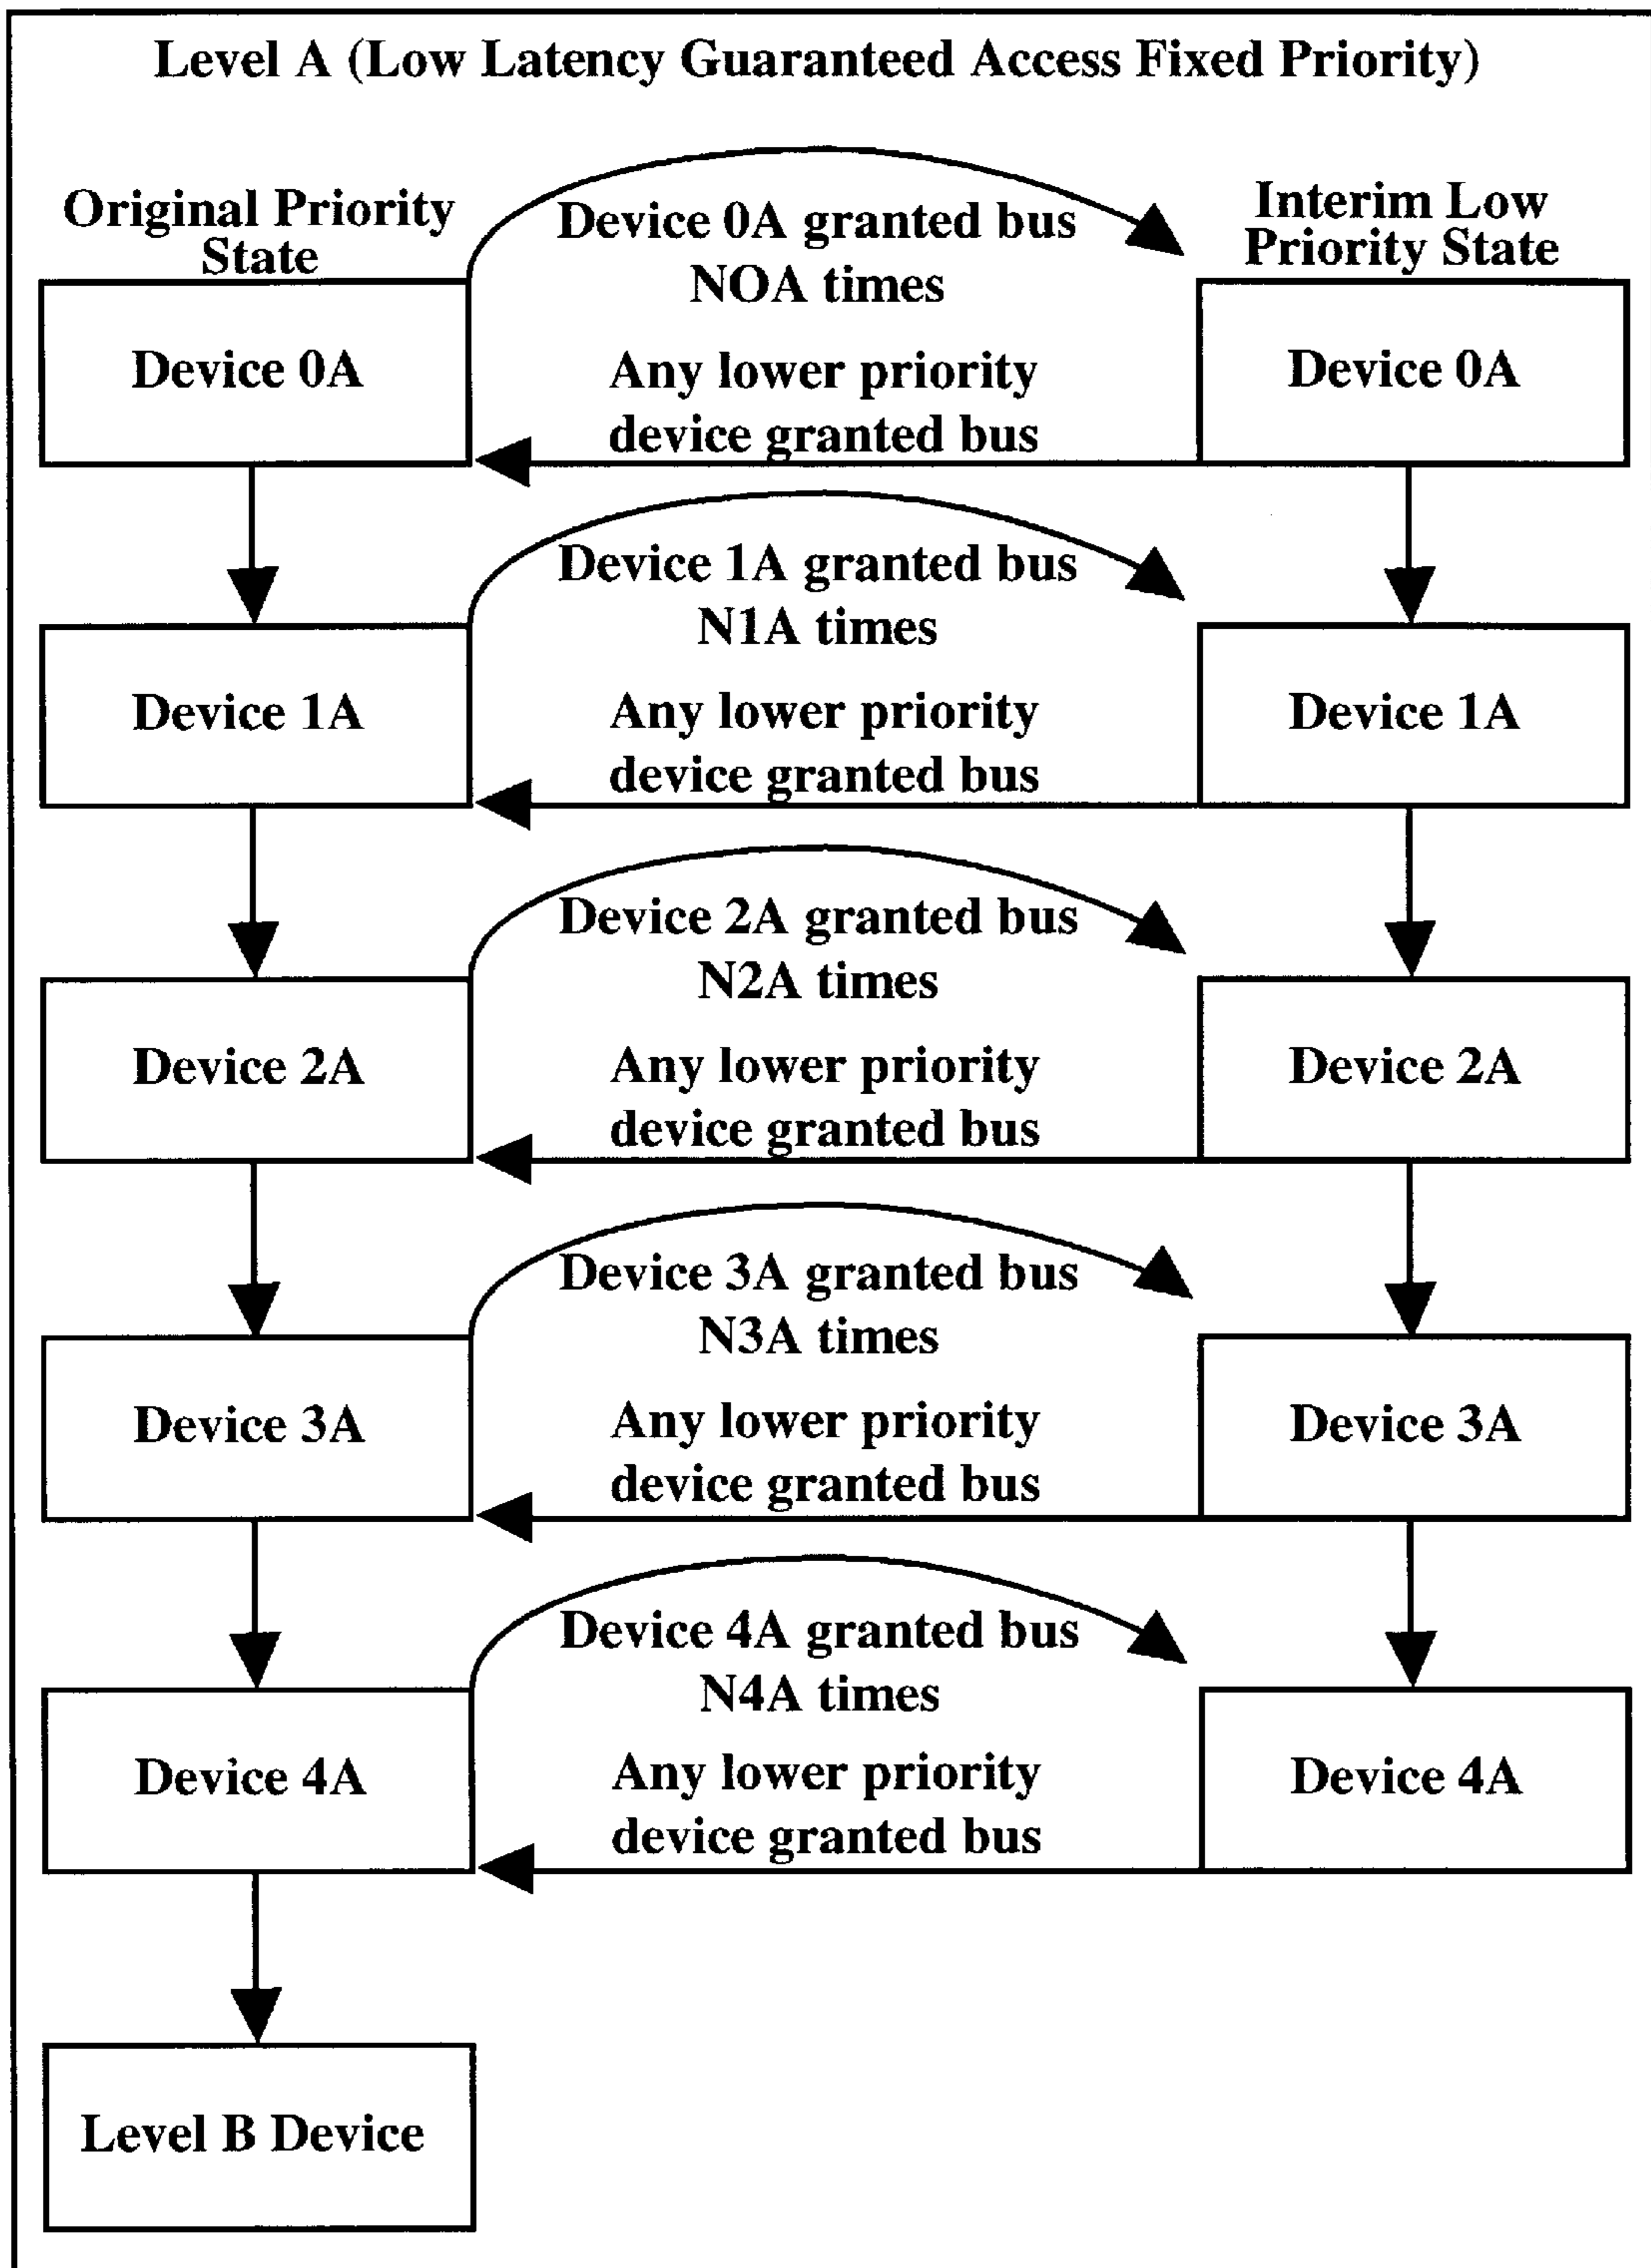 Level A (Low Latency Guaranteed Access Fixed Priority)
Original Priority
State
Device 0A granted bus
NOA times
Interim Low
Priority State
Device 0A
Any lower priority
device granted bus
Device 0A
Device 1A granted bus
N1A times
Device 1A
Any lower priority
device granted bus
Device 1A
Device 2A granted bus
N2A times
Device 2A
Any lower priority
device granted bus
Device 2A
Device 3A granted bus
N3A times
Device 3A
Any lower priority
device granted bus
Device 3A
Device 4A granted bus
N4A times
Device 4A
Any lower priority
device granted bus
Device 4A
Level B Device